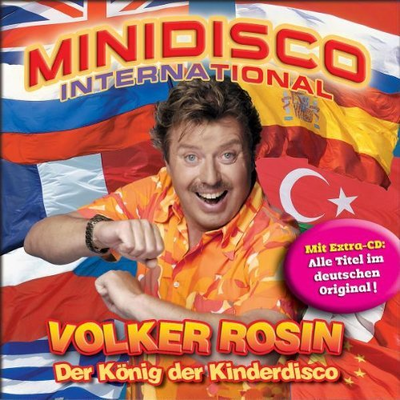 MINIDISCO
INTERNATIONAL
Mit Extra-CD:
Alle Titel im
deutschen
Original!
VOLKER ROSIN
Der König der Kinderdisco